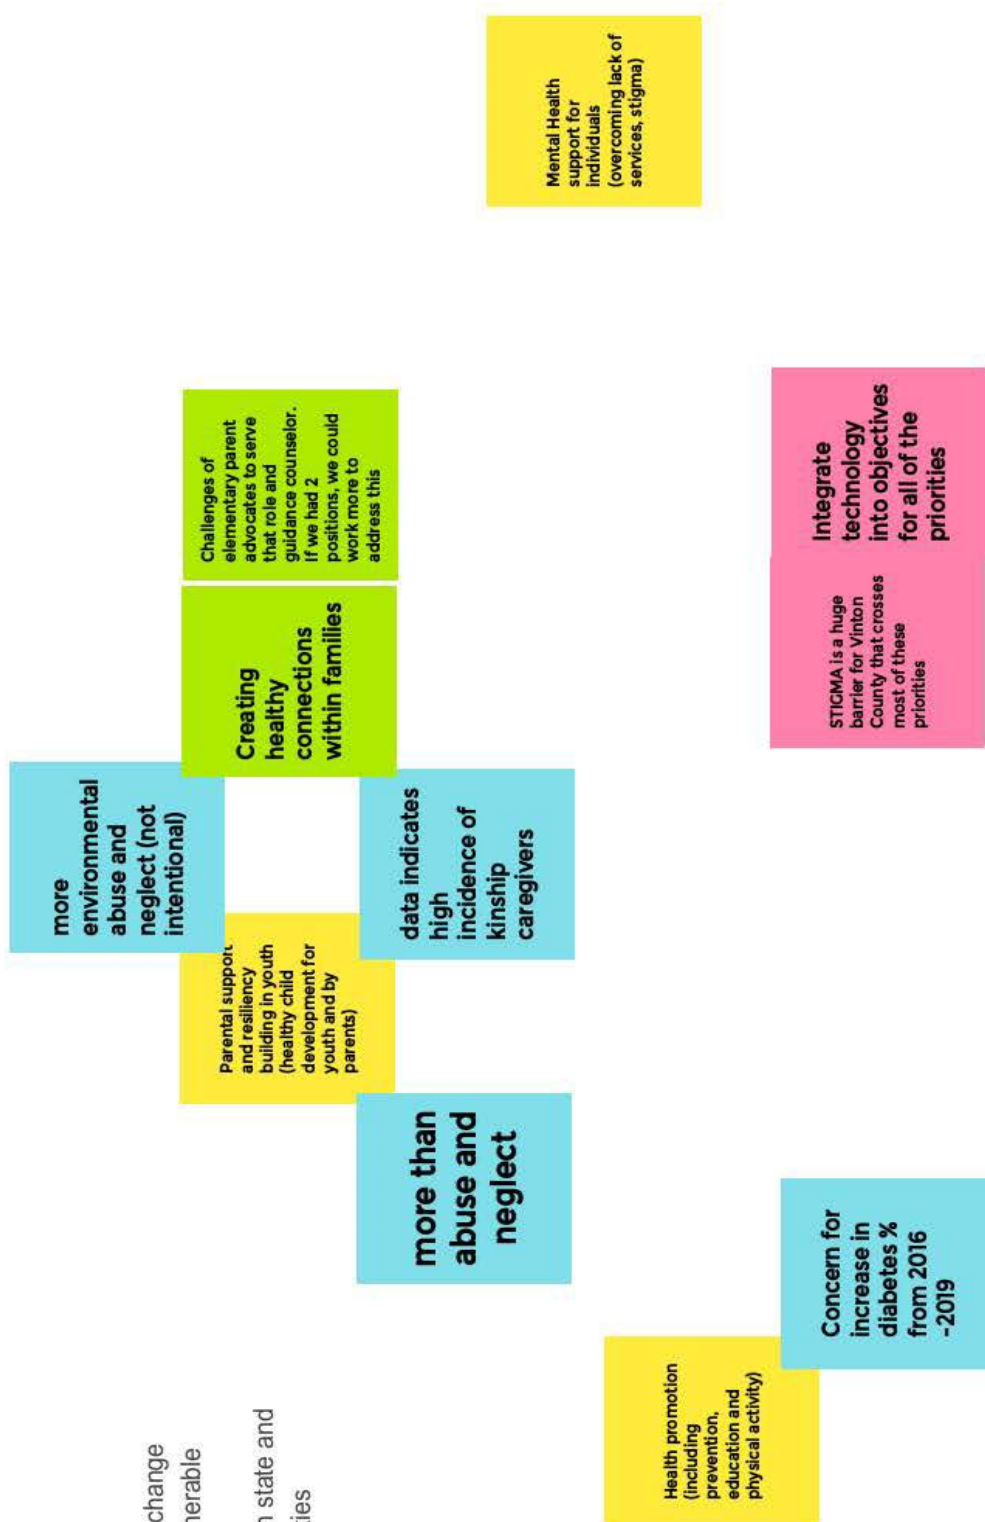 change
nerable
n state and
ties
Health promotion
(including
prevention,
education and
physical activity)
Concern for
increase in
diabetes %
from 2016
-2019
more than
abuse and
neglect
Parental support
and resiliency
building in youth
(healthy child
development for
youth and by
parents)
more
environmental
abuse and
neglect (not
intentional)
data indicates
high
incidence of
kinship
caregivers
Creating
healthy
connections
within families
Challenges of
elementary parent
advocates to serve
that role and
guidance counselor.
If we had 2
positions, we could
work more to
address this
STIGMA is a huge
barrier for Vinton
County that crosses
most of these
priorities
Integrate
technology
into objectives
for all of the
priorities
Mental Health
support for
individuals
(overcoming lack of
services, stigma)